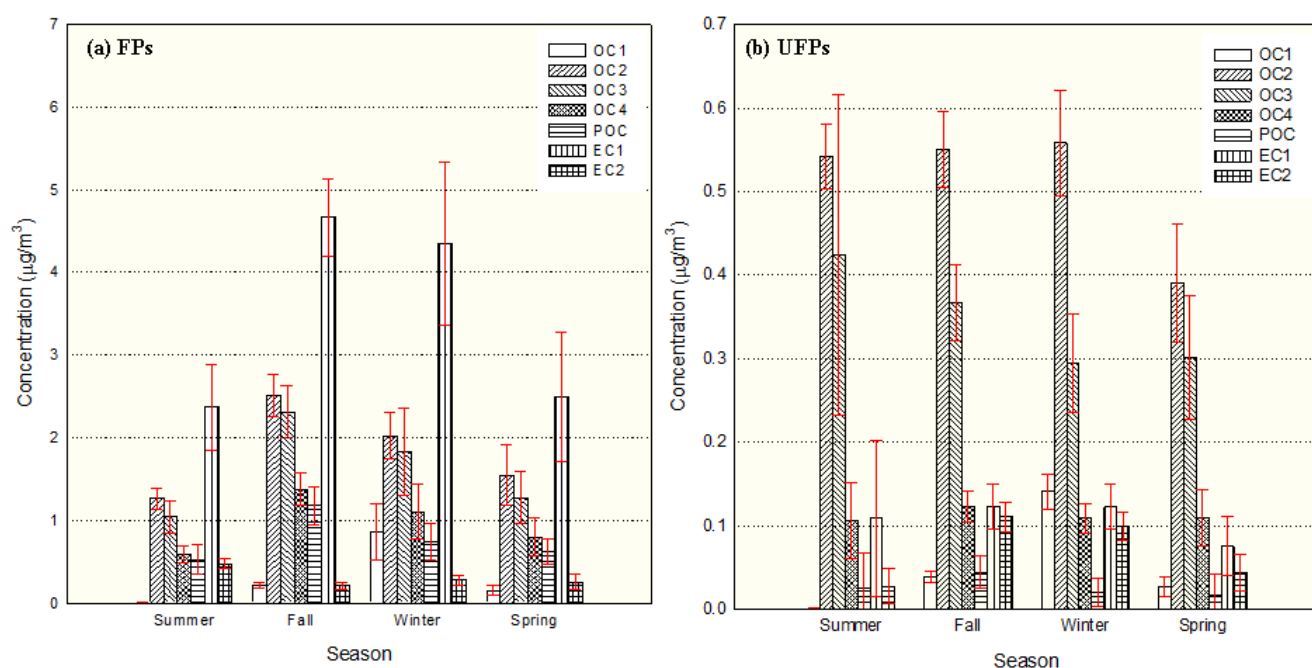 (a) FPs
OC1
OC2
OC3
OC4
POC
EC1
EC2
7
6
5
4
3
2
1
0
Concentration (μg/m³)
Summer Fall Winter Spring
Season
(b) UFPs
OC1
OC2
OC3
OC4
POC
EC1
EC2
0.7
0.6
0.5
0.4
0.3
0.2
0.1
0.0
Concentration (μg/m³)
Summer Fall Winter Spring
Season